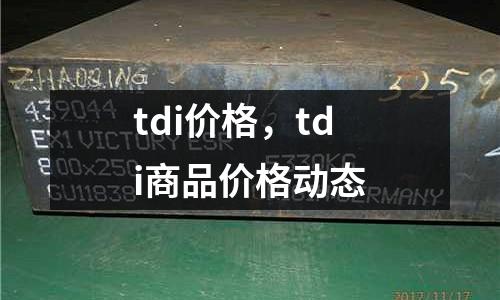 ZHAOQING
3259
439044
EX1 VICTORY ESR
800x250
5330KG
GU11838
GERMANY
tdi价格，td
i商品价格动态
2017/11/17